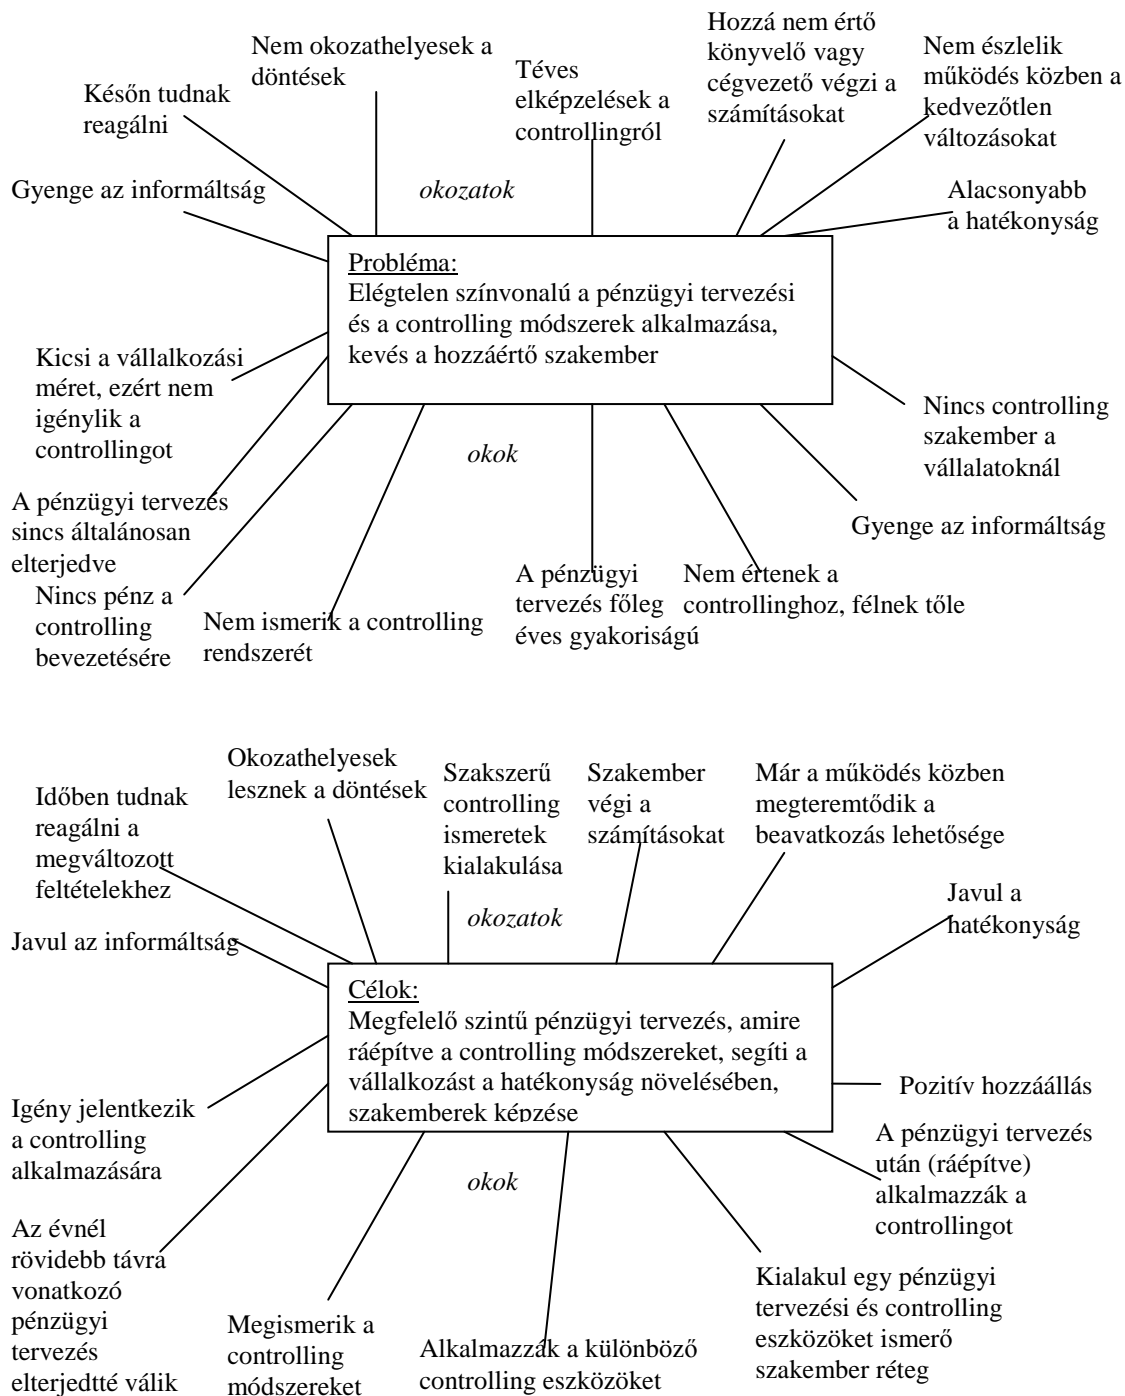 Nem okozathelyesek a
döntések
Későn tudnak
reagálni
Gyenge az informáltság
okozatok
Téves
elképzelések a
controllingról
Hozzá nem értő
könyvelő vagy
cégvezető végzi a
számításokat
Nem észlelik
működés közben a
kedvezőtlen
változásokat
Alacsonyabb
a hatékonyság
Probléma:
Elégtelen színvonalú a pénzügyi tervezési
és a controlling módszerek alkalmazása,
kevés a hozzáértő szakember
Kicsi a vállalkozási
méret, ezért nem
igénylik a
controllingot
A pénzügyi tervezés
sincs általánosan
elterjedve
Nincs pénz a
controlling
bevezetésére
Nem ismerik a controlling
rendszerét
okok
A pénzügyi
tervezés főleg
éves gyakoriságú
Nem értenek a
controllinghoz, félnek tőle
Gyenge az informáltság
Nincs controlling
szakember a
vállalatoknál
Okozathelyesek
lesznek a döntések
Időben tudnak
reagálni a
megváltozott
feltételekhez
Javul az informáltság
Szakszerű
controlling
ismeretek
kialakulása
okozatok
Szakember
végi a
számításokat
Már a működés közben
megteremtődik a
beavatkozás lehetősége
Javul a
hatékonyság
Célok:
Megfelelő szintű pénzügyi tervezés, amire
ráépítve a controlling módszereket, segíti a
vállalkozást a hatékonyság növelésében,
szakemberek képzése
Igény jelentkezik
a controlling
alkalmazására
Az évnél
rövidebb távra
vonatkozó
pénzügyi
tervezés
elterjedtté válik
Megismerik a
controlling
módszereket
okok
Alkalmazzák a különböző
controlling eszközöket
Pozitív hozzáállás
A pénzügyi tervezés
után (ráépítve)
alkalmazzák a
controllingot
Kialakul egy pénzügyi
tervezési és controlling
eszközöket ismerő
szakember réteg